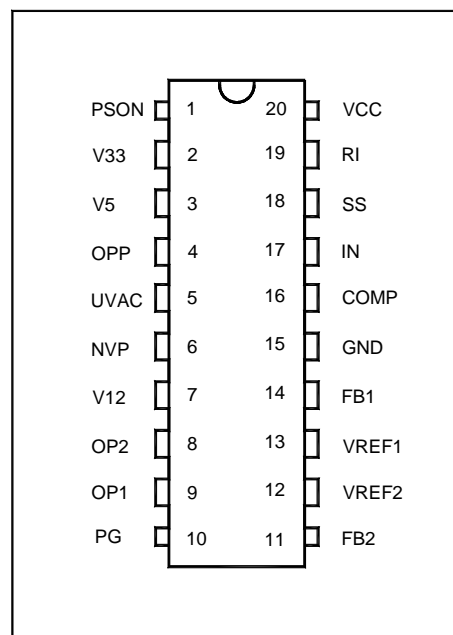 PSON 1 20 VCC
V33 2 19 RI
V5 3 18 SS
OPP 4 17 IN
UVAC 5 16 COMP
NVP 6 15 GND
V12 7 14 FB1
OP2 8 13 VREF1
OP1 9 12 VREF2
PG 10 11 FB2